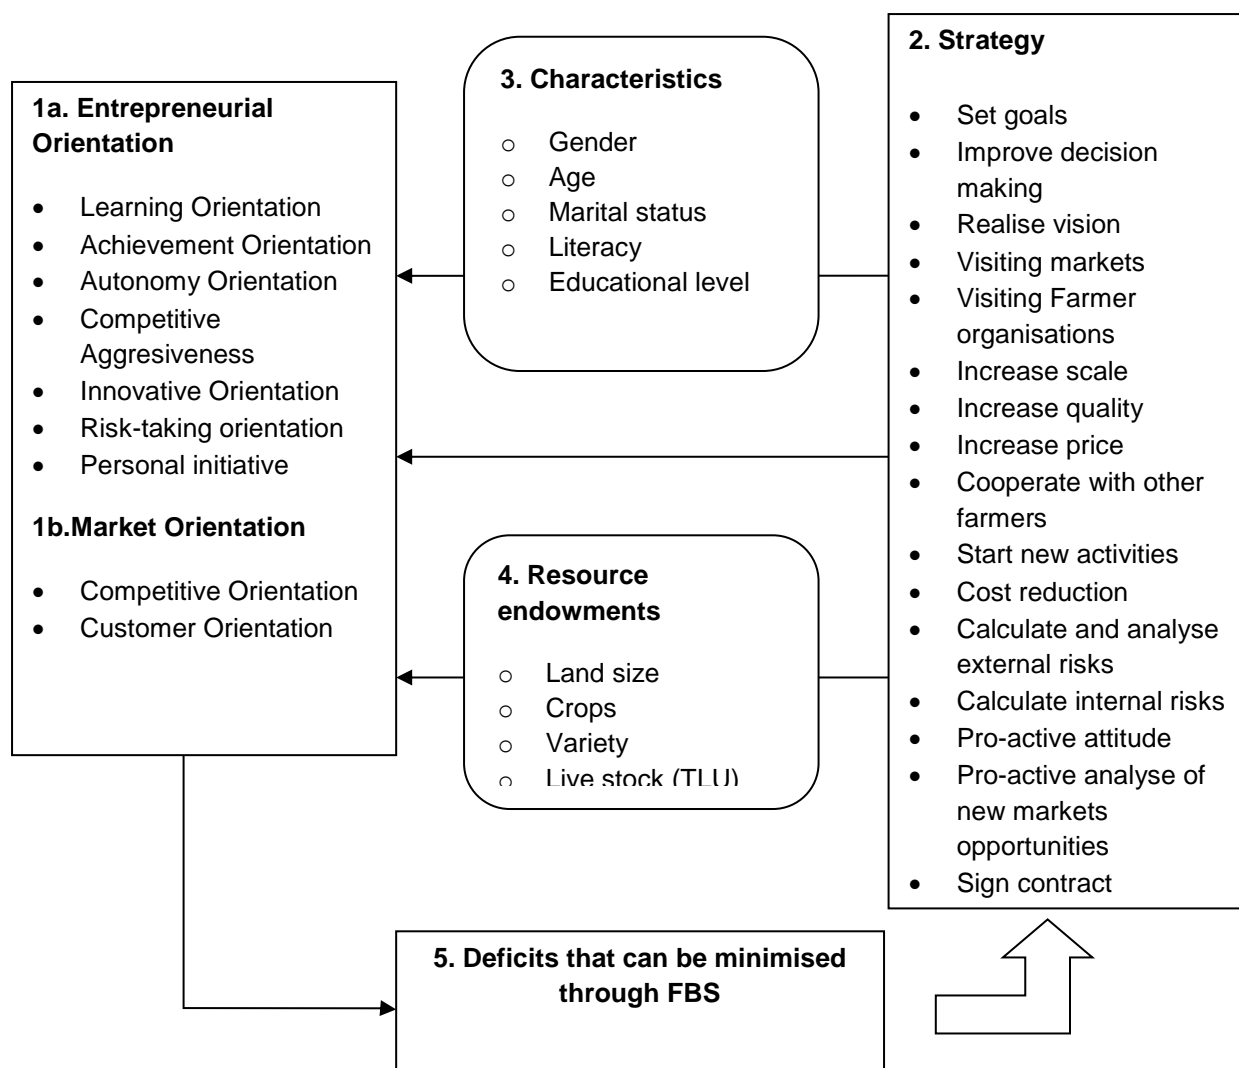 1a. Entrepreneurial
Orientation
• Learning Orientation
• Achievement Orientation
• Autonomy Orientation
• Competitive
Aggresiveness
• Innovative Orientation
• Risk-taking orientation
• Personal initiative
1b.Market Orientation
• Competitive Orientation
• Customer Orientation
3. Characteristics
o Gender
o Age
o Marital status
o Literacy
o Educational level
4. Resource
endowments
o Land size
o Crops
o Variety
o Live stock (TLU)
2. Strategy
• Set goals
• Improve decision
making
• Realise vision
• Visiting markets
• Visiting Farmer
organisations
• Increase scale
• Increase quality
• Increase price
• Cooperate with other
farmers
• Start new activities
• Cost reduction
• Calculate and analyse
external risks
• Calculate internal risks
• Pro-active attitude
• Pro-active analyse of
new markets
opportunities
• Sign contract
5. Deficits that can be minimised
through FBS